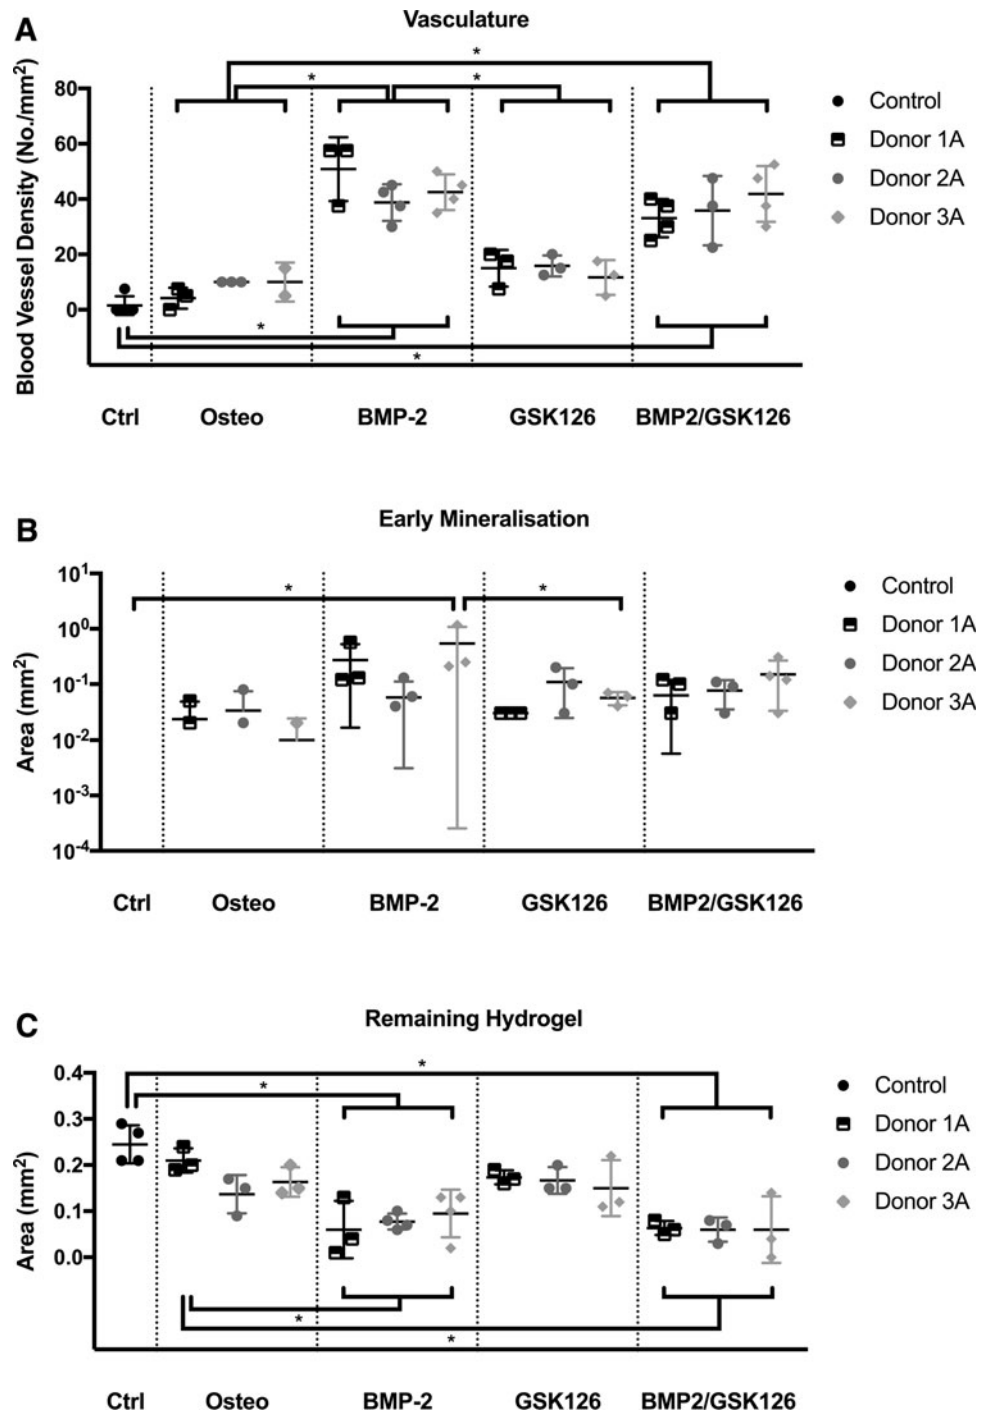 A
Vasculature
Blood Vessel Density (No./mm²)
80
60
40
20
0
*
*
*
*
*
Ctrl
Osteo
BMP-2
GSK126
BMP2/GSK126
Control
Donor 1A
Donor 2A
Donor 3A
B
Early Mineralisation
Area (mm²)
10¹
10⁰
10⁻¹
10⁻²
10⁻³
10⁻⁴
*
*
Ctrl
Osteo
BMP-2
GSK126
BMP2/GSK126
Control
Donor 1A
Donor 2A
Donor 3A
C
Remaining Hydrogel
Area (mm²)
0.4
0.3
0.2
0.1
0.0
*
*
*
*
Ctrl
Osteo
BMP-2
GSK126
BMP2/GSK126
Control
Donor 1A
Donor 2A
Donor 3A